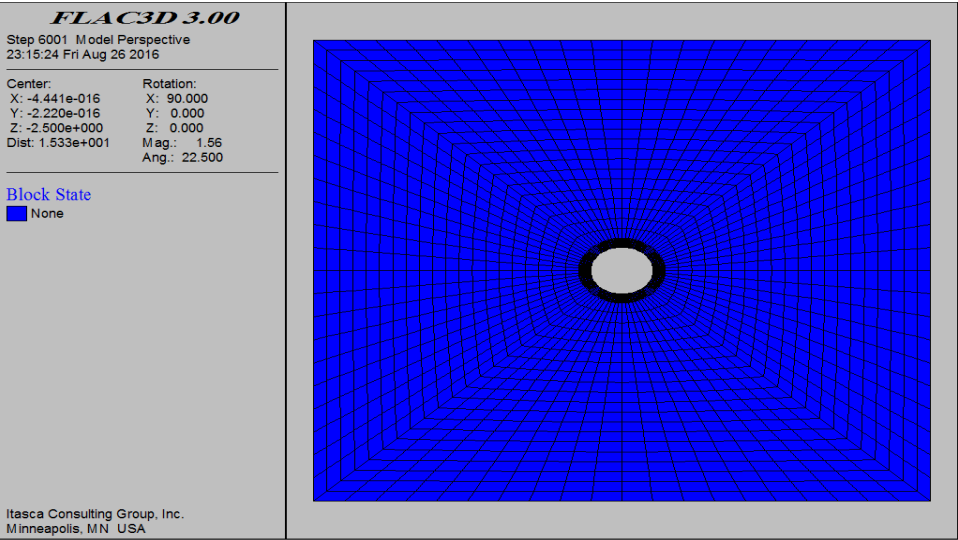 FLAC3D 3.00
Step 6001 Model Perspective
23:15:24 Fri Aug 26 2016
Center: Rotation:
X: -4.441e-016 X: 90.000
Y: -2.220e-016 Y: 0.000
Z: -2.500e+000 Z: 0.000
Dist: 1.533e+001 Mag.: 1.56
Ang.: 22.500
Block State
None
Itasca Consulting Group, Inc.
Minneapolis, MN USA